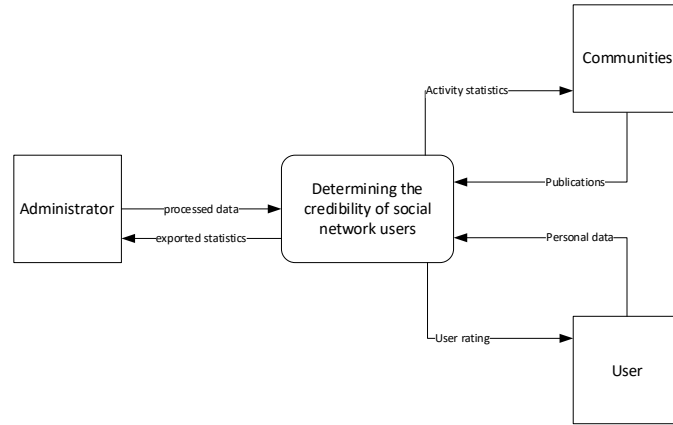 Communities
Activity statistics
Administrator
processed data
exported statistics
Determining the
credibility of social
network users
Publications
Personal data
User rating
User